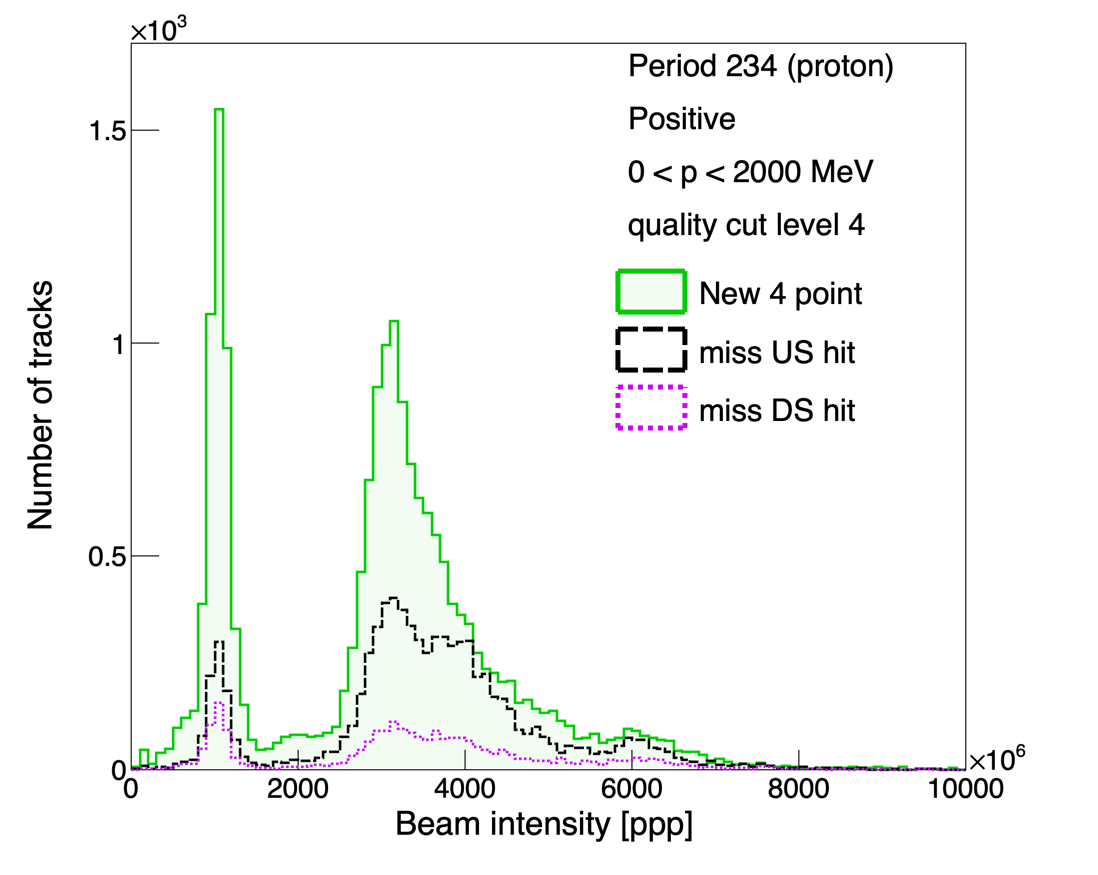 ×10³
Period 234 (proton)
Positive
0 < p < 2000 MeV
quality cut level 4
New 4 point
miss US hit
miss DS hit
Number of tracks
1.5
1
0.5
0
0 2000 4000 6000 8000 10000
×10⁶
Beam intensity [ppp]